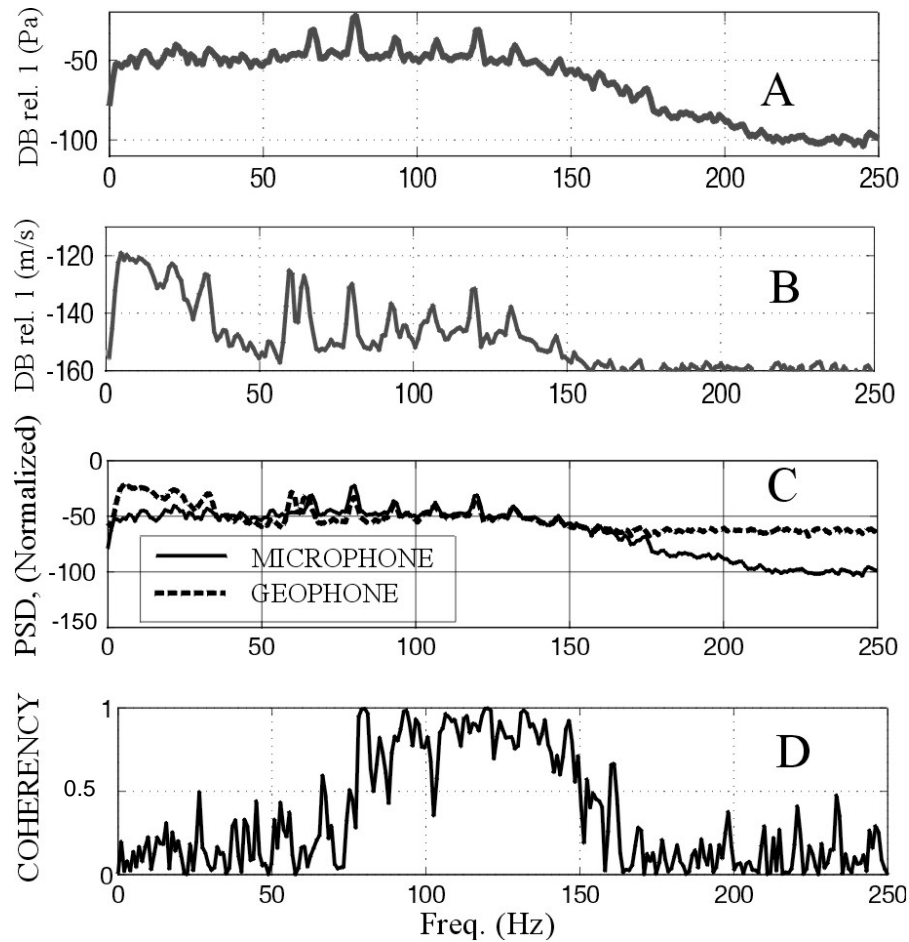 DB rel. 1 (Pa)
-50
-100
A
0 50 100 150 200 250
DB rel. 1 (m/s)
-120
-140
-160
B
0 50 100 150 200 250
PSD, (Normalized)
0
-50
-100
-150
C
MICROPHONE
GEOPHONE
0 50 100 150 200 250
COHERENCY
1
0.5
0
D
0 50 100 150 200 250
Freq. (Hz)